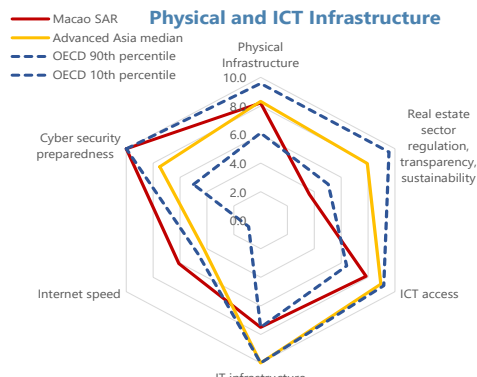 Physical and ICT Infrastructure
Macao SAR
Advanced Asia median
OECD 90th percentile
OECD 10th percentile
Physical
Infrastructure
10.0
8.0
6.0
4.0
2.0
0.0
Real estate
sector
regulation,
transparency,
sustainability
ICT access
IT infrastructure
Internet speed
Cyber security
preparedness